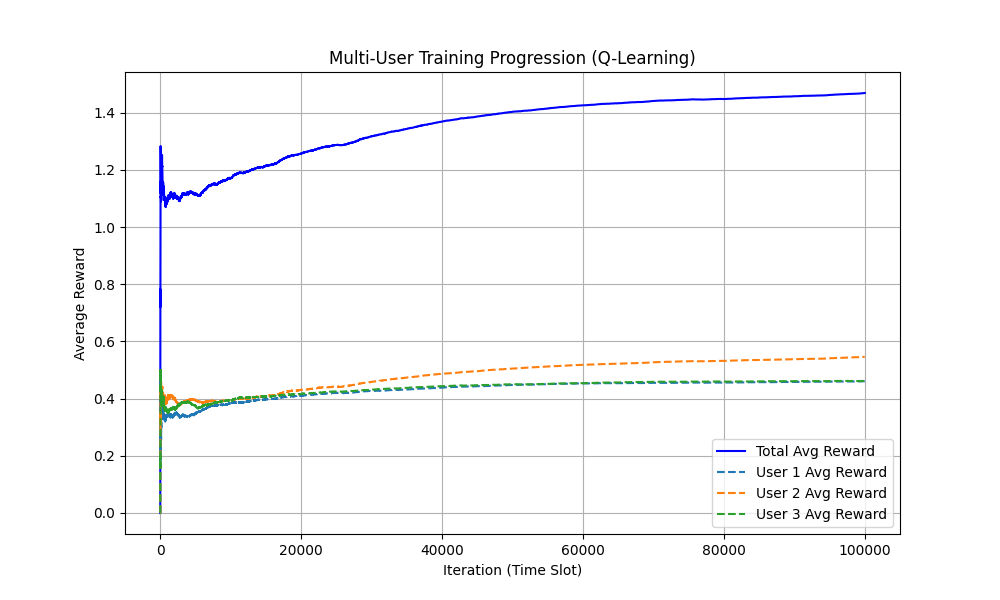 Multi-User Training Progression (Q-Learning)
Average Reward
1.4
1.2
1.0
0.8
0.6
0.4
0.2
0.0
Total Avg Reward
User 1 Avg Reward
User 2 Avg Reward
User 3 Avg Reward
0 20000 40000 60000 80000 100000
Iteration (Time Slot)